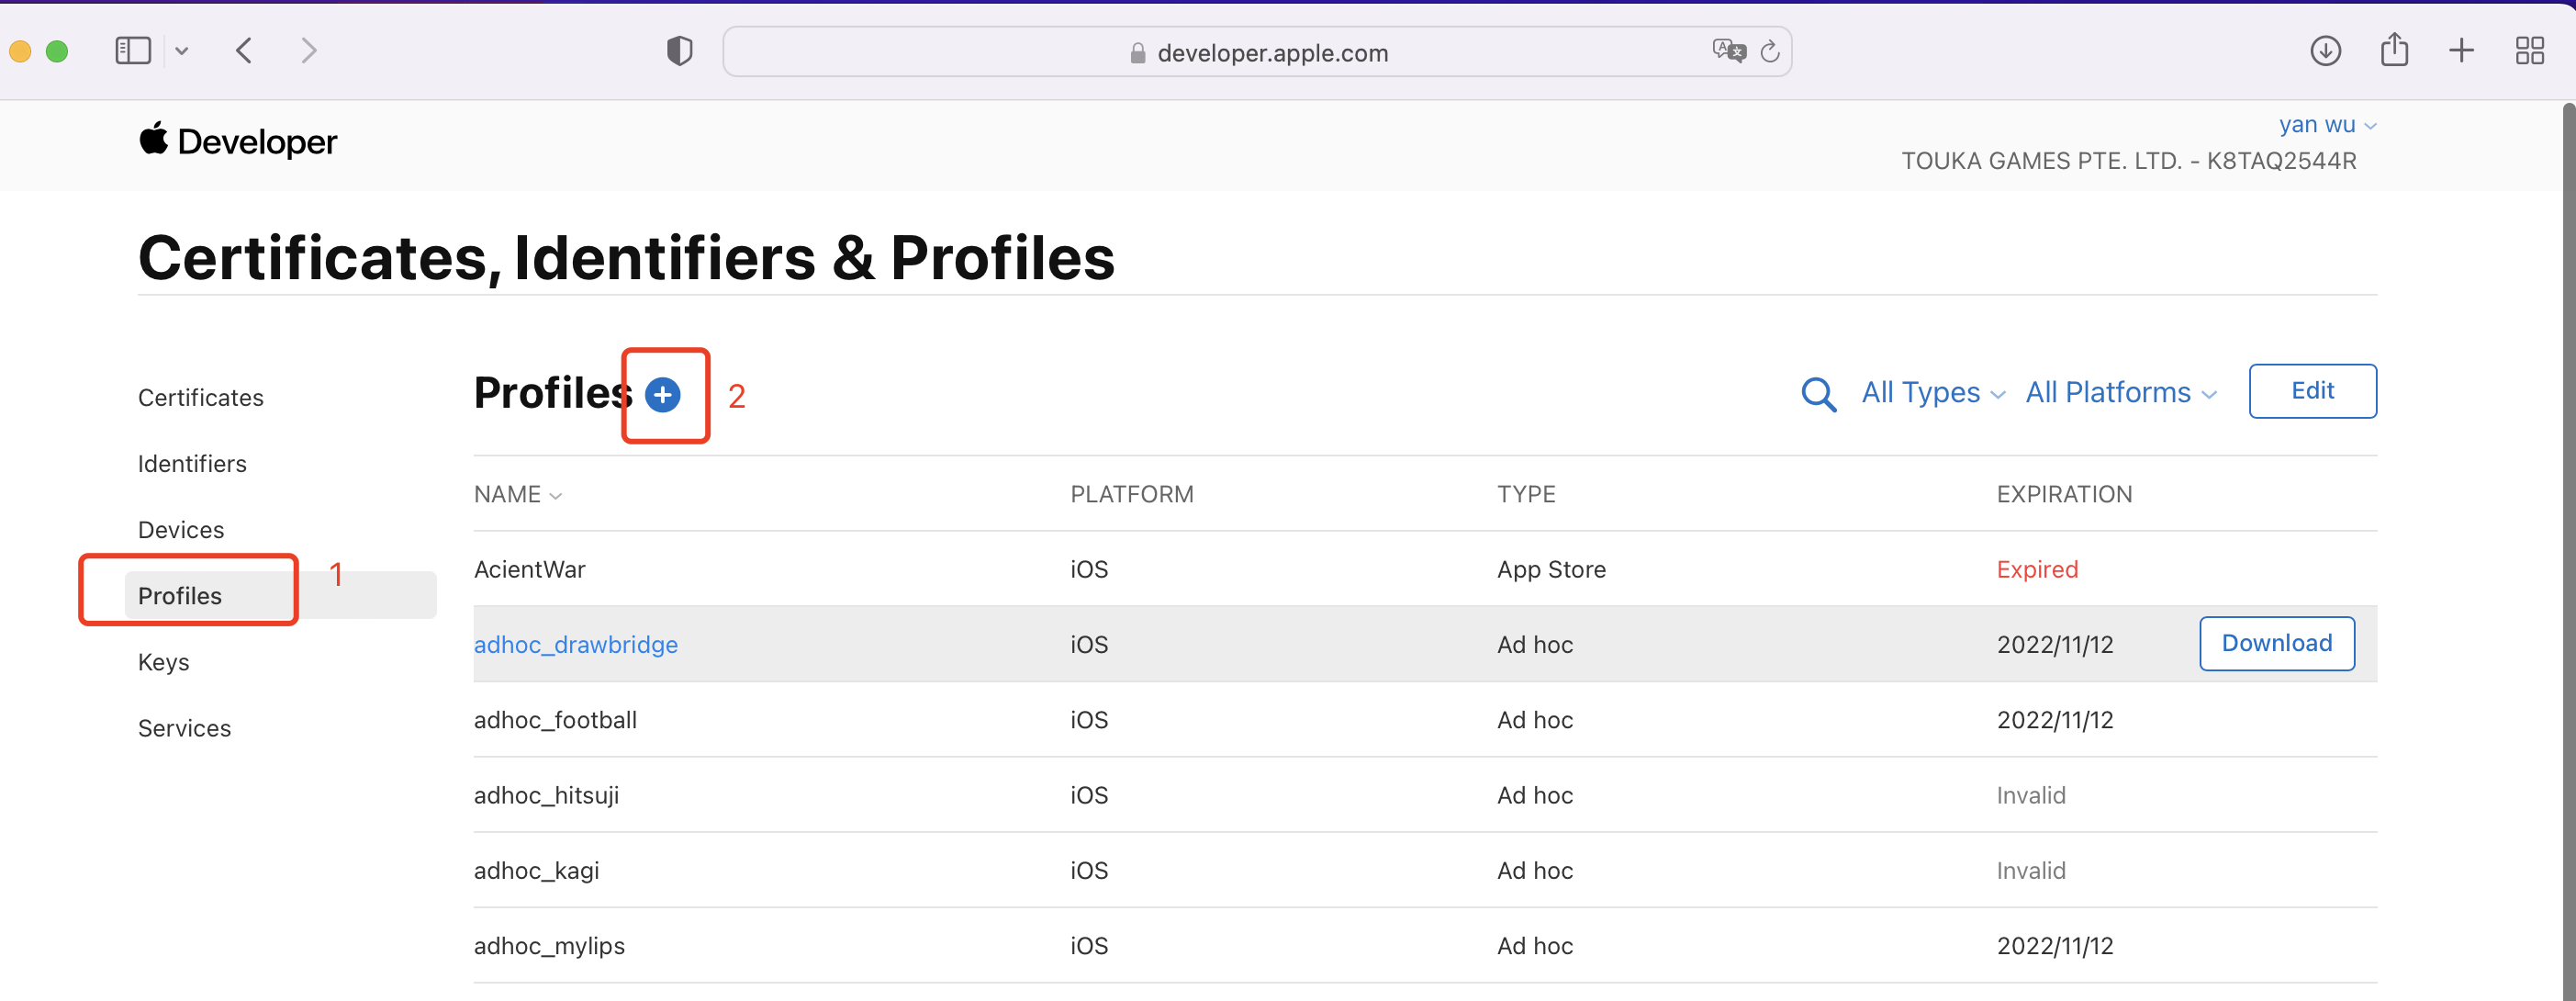 developer.apple.com
Developer
yan wu
TOUKA GAMES PTE. LTD. - K8TAQ2544R
Certificates, Identifiers & Profiles
Certificates
Identifiers
Devices
Profiles 1
Keys
Services
Profiles 2
All Types All Platforms Edit
NAME PLATFORM TYPE EXPIRATION
AcientWar iOS App Store Expired
adhoc_drawbridge iOS Ad hoc 2022/11/12 Download
adhoc_football iOS Ad hoc 2022/11/12
adhoc_hitsuji iOS Ad hoc Invalid
adhoc_kagi iOS Ad hoc Invalid
adhoc_mylips iOS Ad hoc 2022/11/12